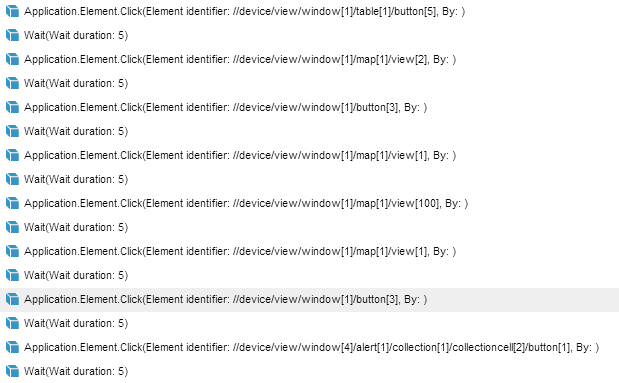 Application.Element.Click(Element identifier: //device/view/window[1]/table[1]/button[5], By: )
Wait(Wait duration: 5)
Application.Element.Click(Element identifier: //device/view/window[1]/map[1]/view[2], By: )
Wait(Wait duration: 5)
Application.Element.Click(Element identifier: //device/view/window[1]/button[3], By: )
Wait(Wait duration: 5)
Application.Element.Click(Element identifier: //device/view/window[1]/map[1]/view[1], By: )
Wait(Wait duration: 5)
Application.Element.Click(Element identifier: //device/view/window[1]/map[1]/view[100], By: )
Wait(Wait duration: 5)
Application.Element.Click(Element identifier: //device/view/window[1]/map[1]/view[1], By: )
Wait(Wait duration: 5)
Application.Element.Click(Element identifier: //device/view/window[1]/button[3], By: )
Wait(Wait duration: 5)
Application.Element.Click(Element identifier: //device/view/window[4]/alert[1]/collection[1]/collectioncell[2]/button[1], By: )
Wait(Wait duration: 5)